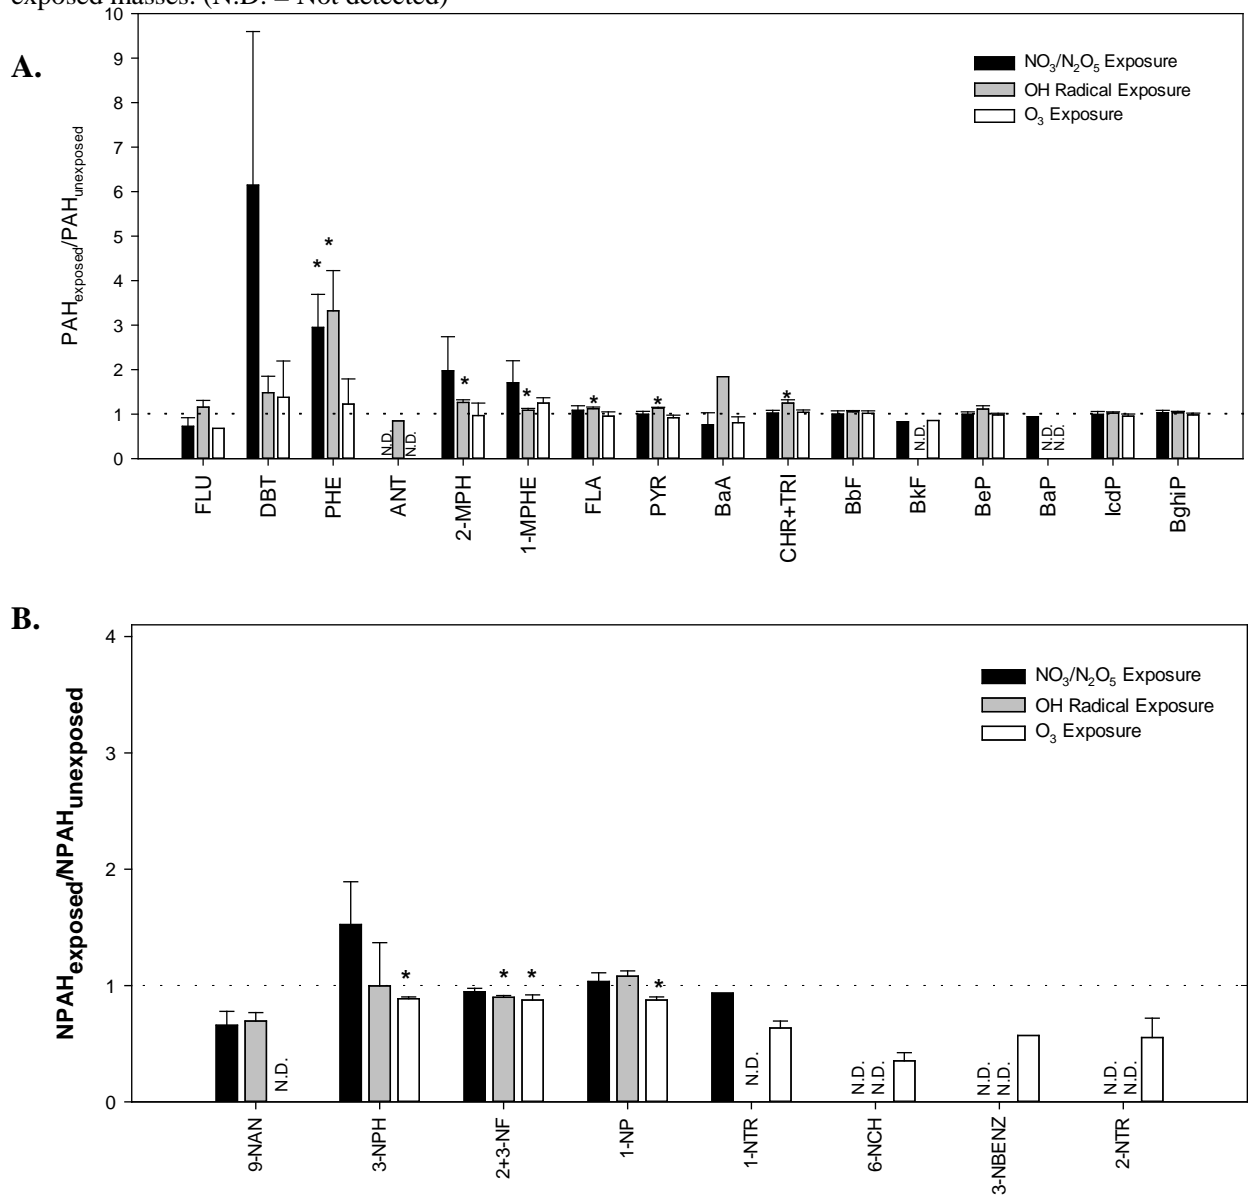 exposed masses. (N.D. = Not detected)
A.
PAHexposed/PAHunexposed
10
9
8
7
6
5
4
3
2
1
0
NO3/N2O5 Exposure
OH Radical Exposure
O3 Exposure
*
*
*
*
*
*
*
N.D.
N.D.
N.D.
N.D.
N.D.
FLU
DBT
PHE
ANT
2-MPH
1-MPHE
FLA
PYR
BaA
CHR+TRI
BbF
BkF
BeP
BaP
IcdP
BghiP
B.
NPAHexposed/NPAHunexposed
4
3
2
1
0
NO3/N2O5 Exposure
OH Radical Exposure
O3 Exposure
*
*
*
*
N.D.
N.D.
N.D.
N.D.
N.D.
N.D.
N.D.
N.D.
9-NAN
3-NPH
2+3-NF
1-NP
1-NTR
6-NCH
3-NBENZ
2-NTR